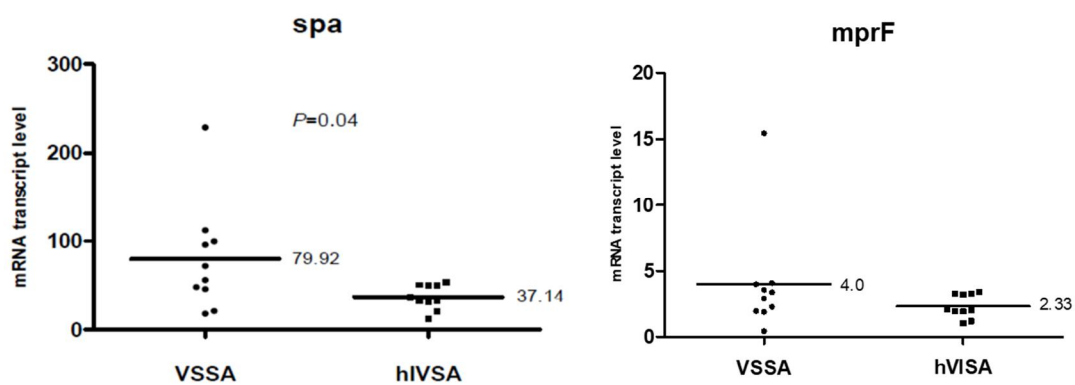 spa
mRNA transcript level
300
200
100
0
P=0.04
79.92
37.14
VSSA
hIVSA
mprF
mRNA transcript level
20
15
10
5
0
4.0
2.33
VSSA
hVISA